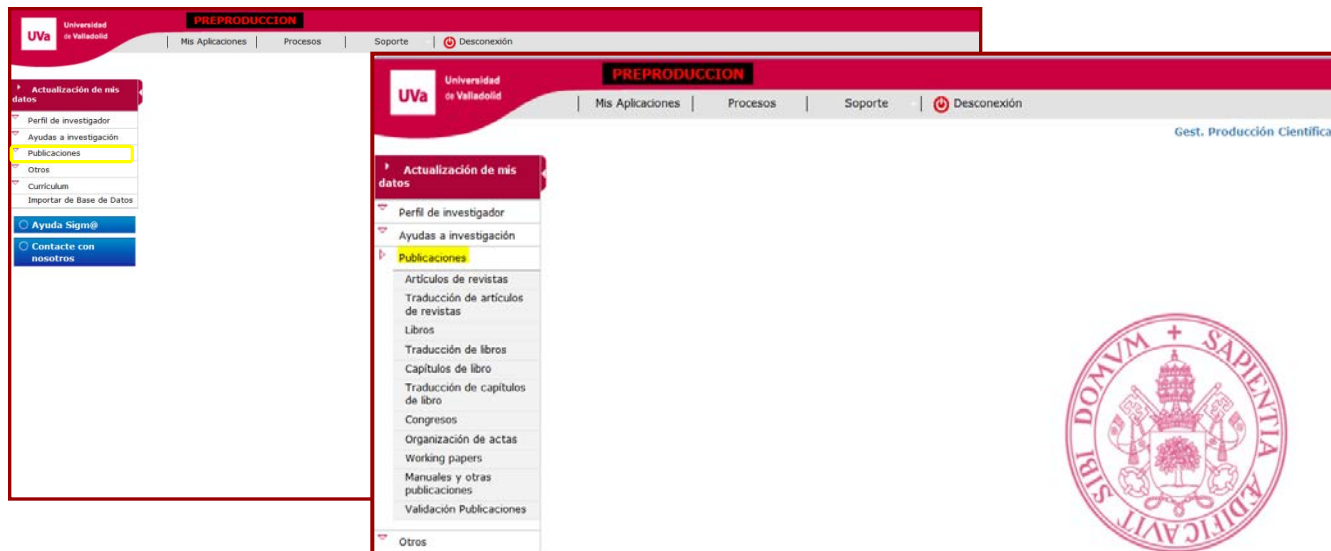 UVa
Universidad
de Valladolid
PREPRODUCCION
Mis Aplicaciones
Procesos
Soporte
Desconexión
Actualización de mis
datos
Perfil de investigador
Ayudas a investigación
Publicaciones
Otros
Currículum
Importar de Base de Datos
Ayuda Sigm@
Contacte con
nosotros
UVa
Universidad
de Valladolid
PREPRODUCCION
Mis Aplicaciones
Procesos
Soporte
Desconexión
Gest. Producción Científica
Actualización de mis
datos
Perfil de investigador
Ayudas a investigación
Publicaciones
Artículos de revistas
Traducción de artículos
de revistas
Libros
Traducción de libros
Capítulos de libro
Traducción de capítulos
de libro
Congresos
Organización de actas
Working papers
Manuales y otras
publicaciones
Validación Publicaciones
Otros
SAPIENTIA ÆDIFICAVIT SIBI DOMVM